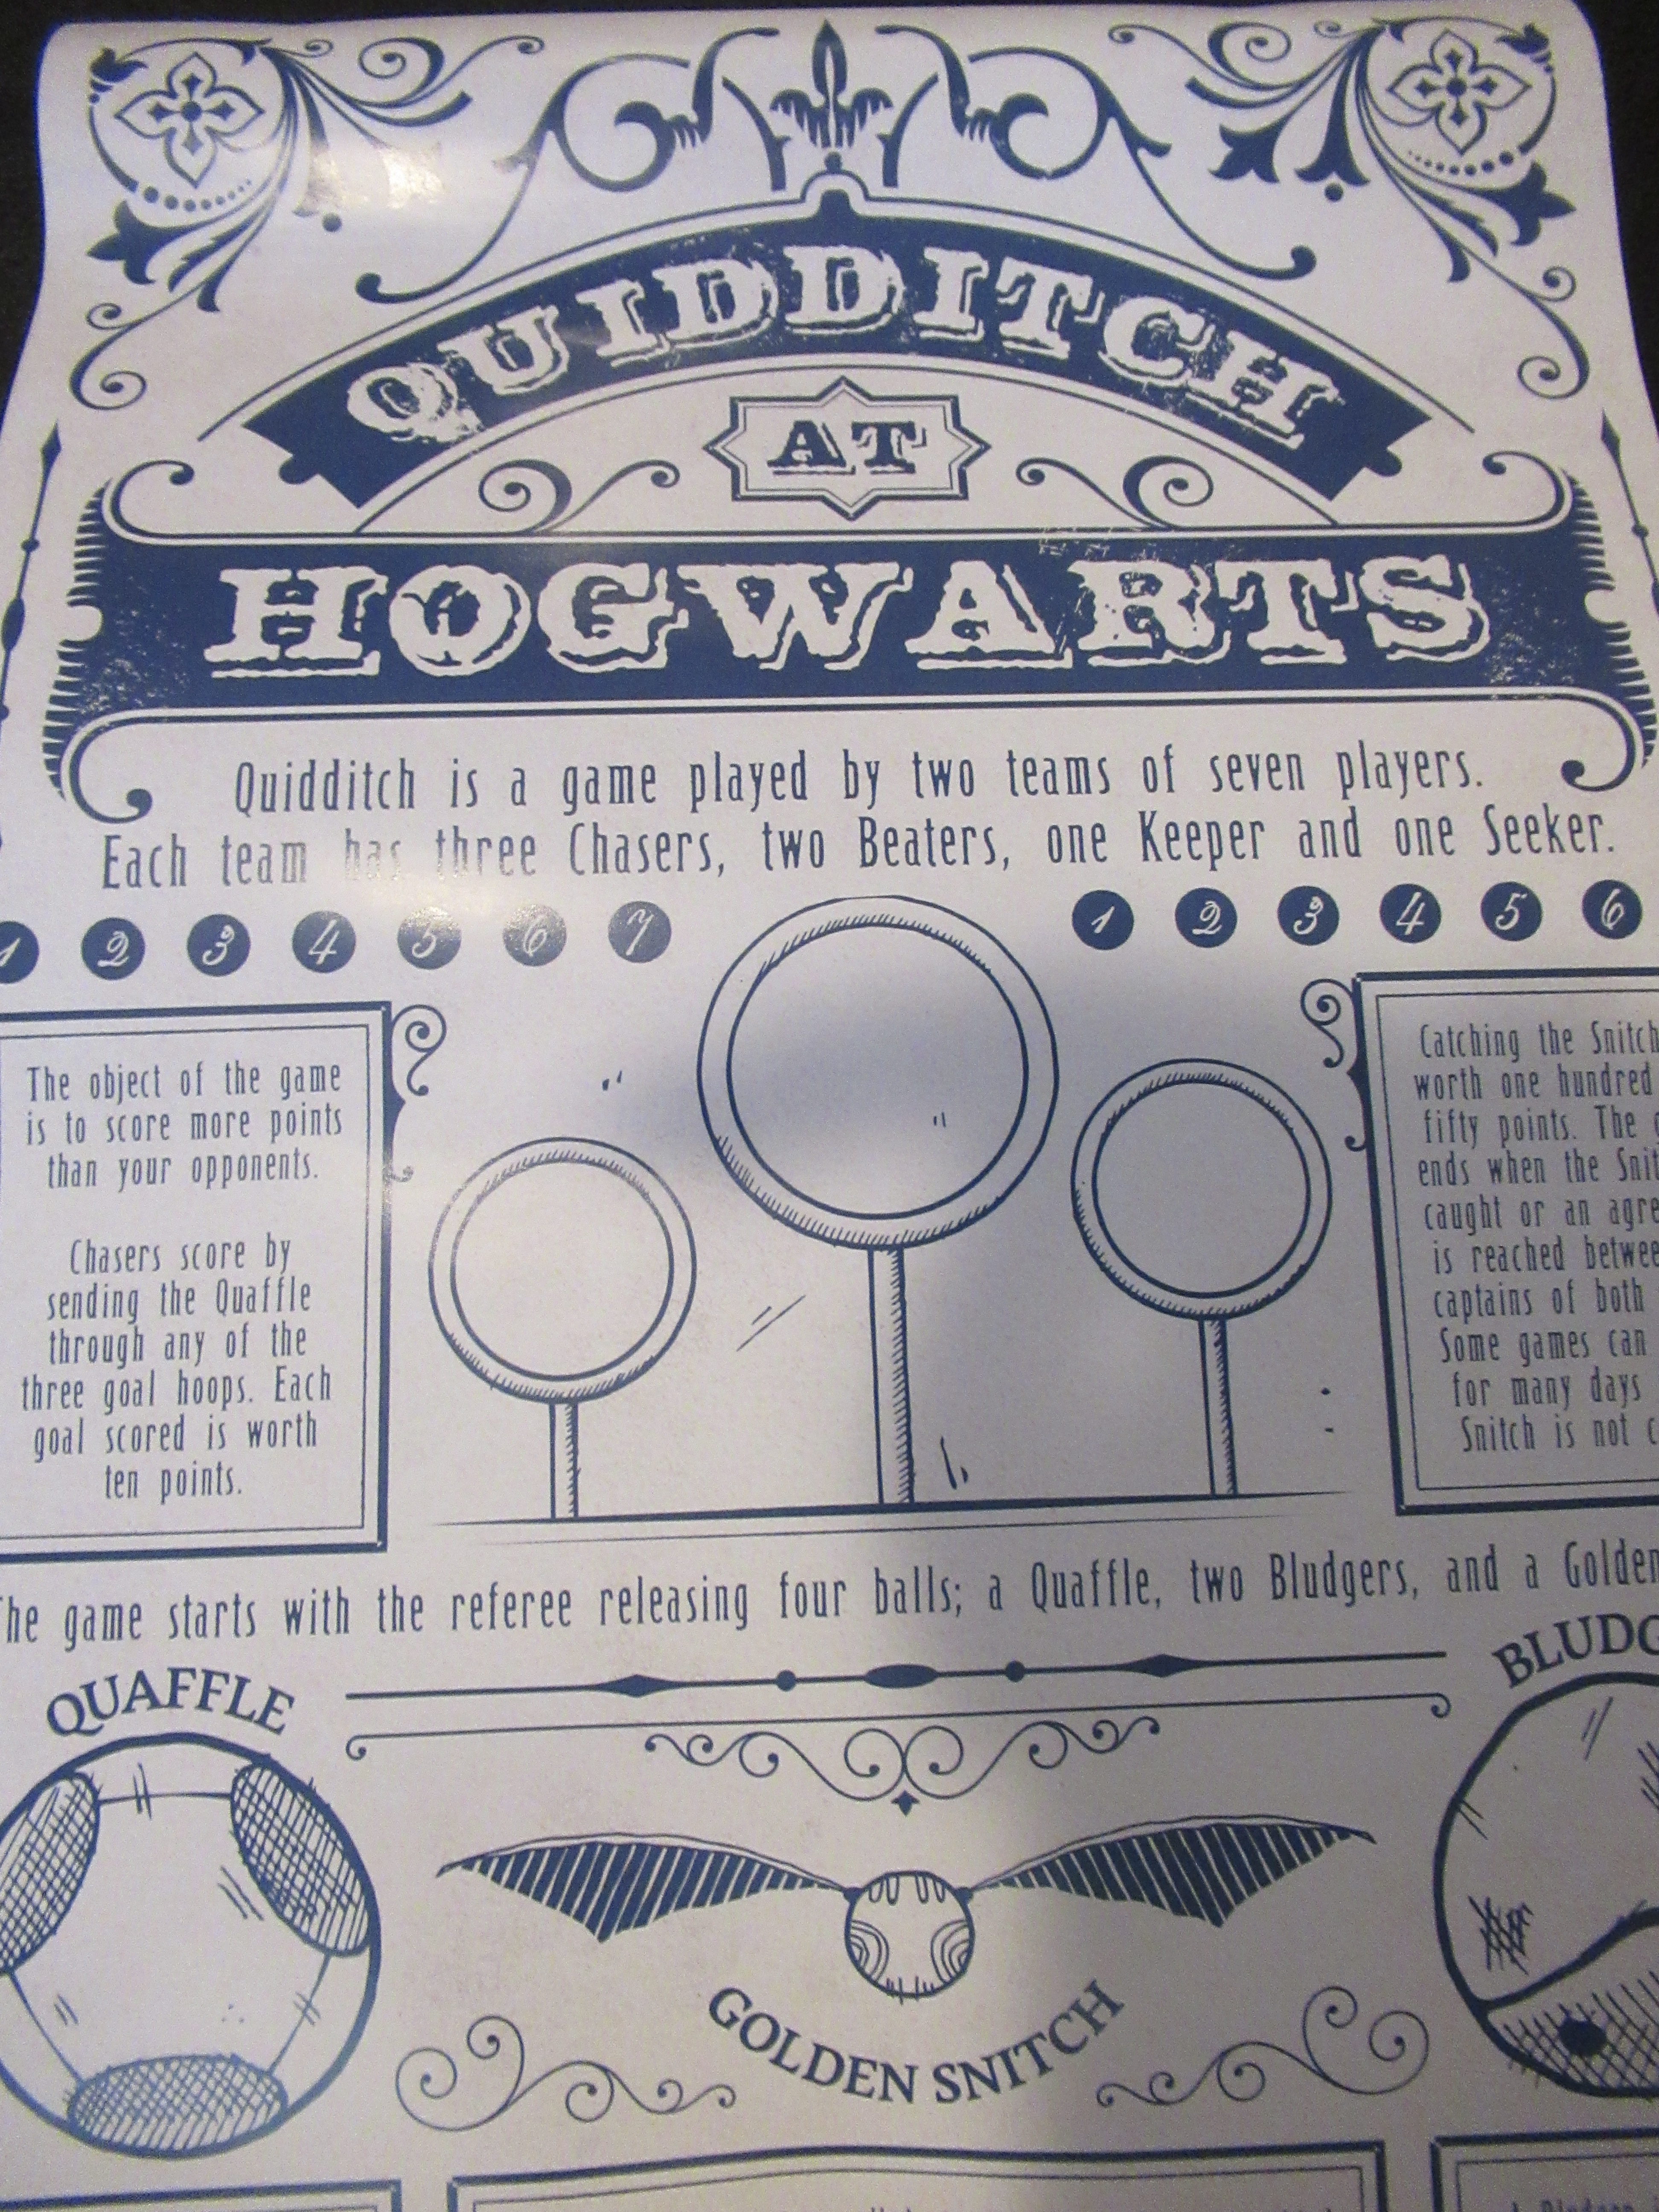 QUIDDITCH
AT
HOGWARTS
Quidditch is a game played by two teams of seven players.
Each team has three Chasers, two Beaters, one Keeper and one Seeker.
1 2 3 4 5 6 7
1 2 3 4 5 6
The object of the game
is to score more points
than your opponents.
Chasers score by
sending the Quaffle
through any of the
three goal hoops. Each
goal scored is worth
ten points.
Catching the Snitch
worth one hundred
fifty points. The
ends when the
caught or an
is reached
captains of both
Some games can
for many days
Snitch is not
The game starts with the referee releasing four balls; a Quaffle, two Bludgers, and a Golden
QUAFFLE
GOLDEN SNITCH